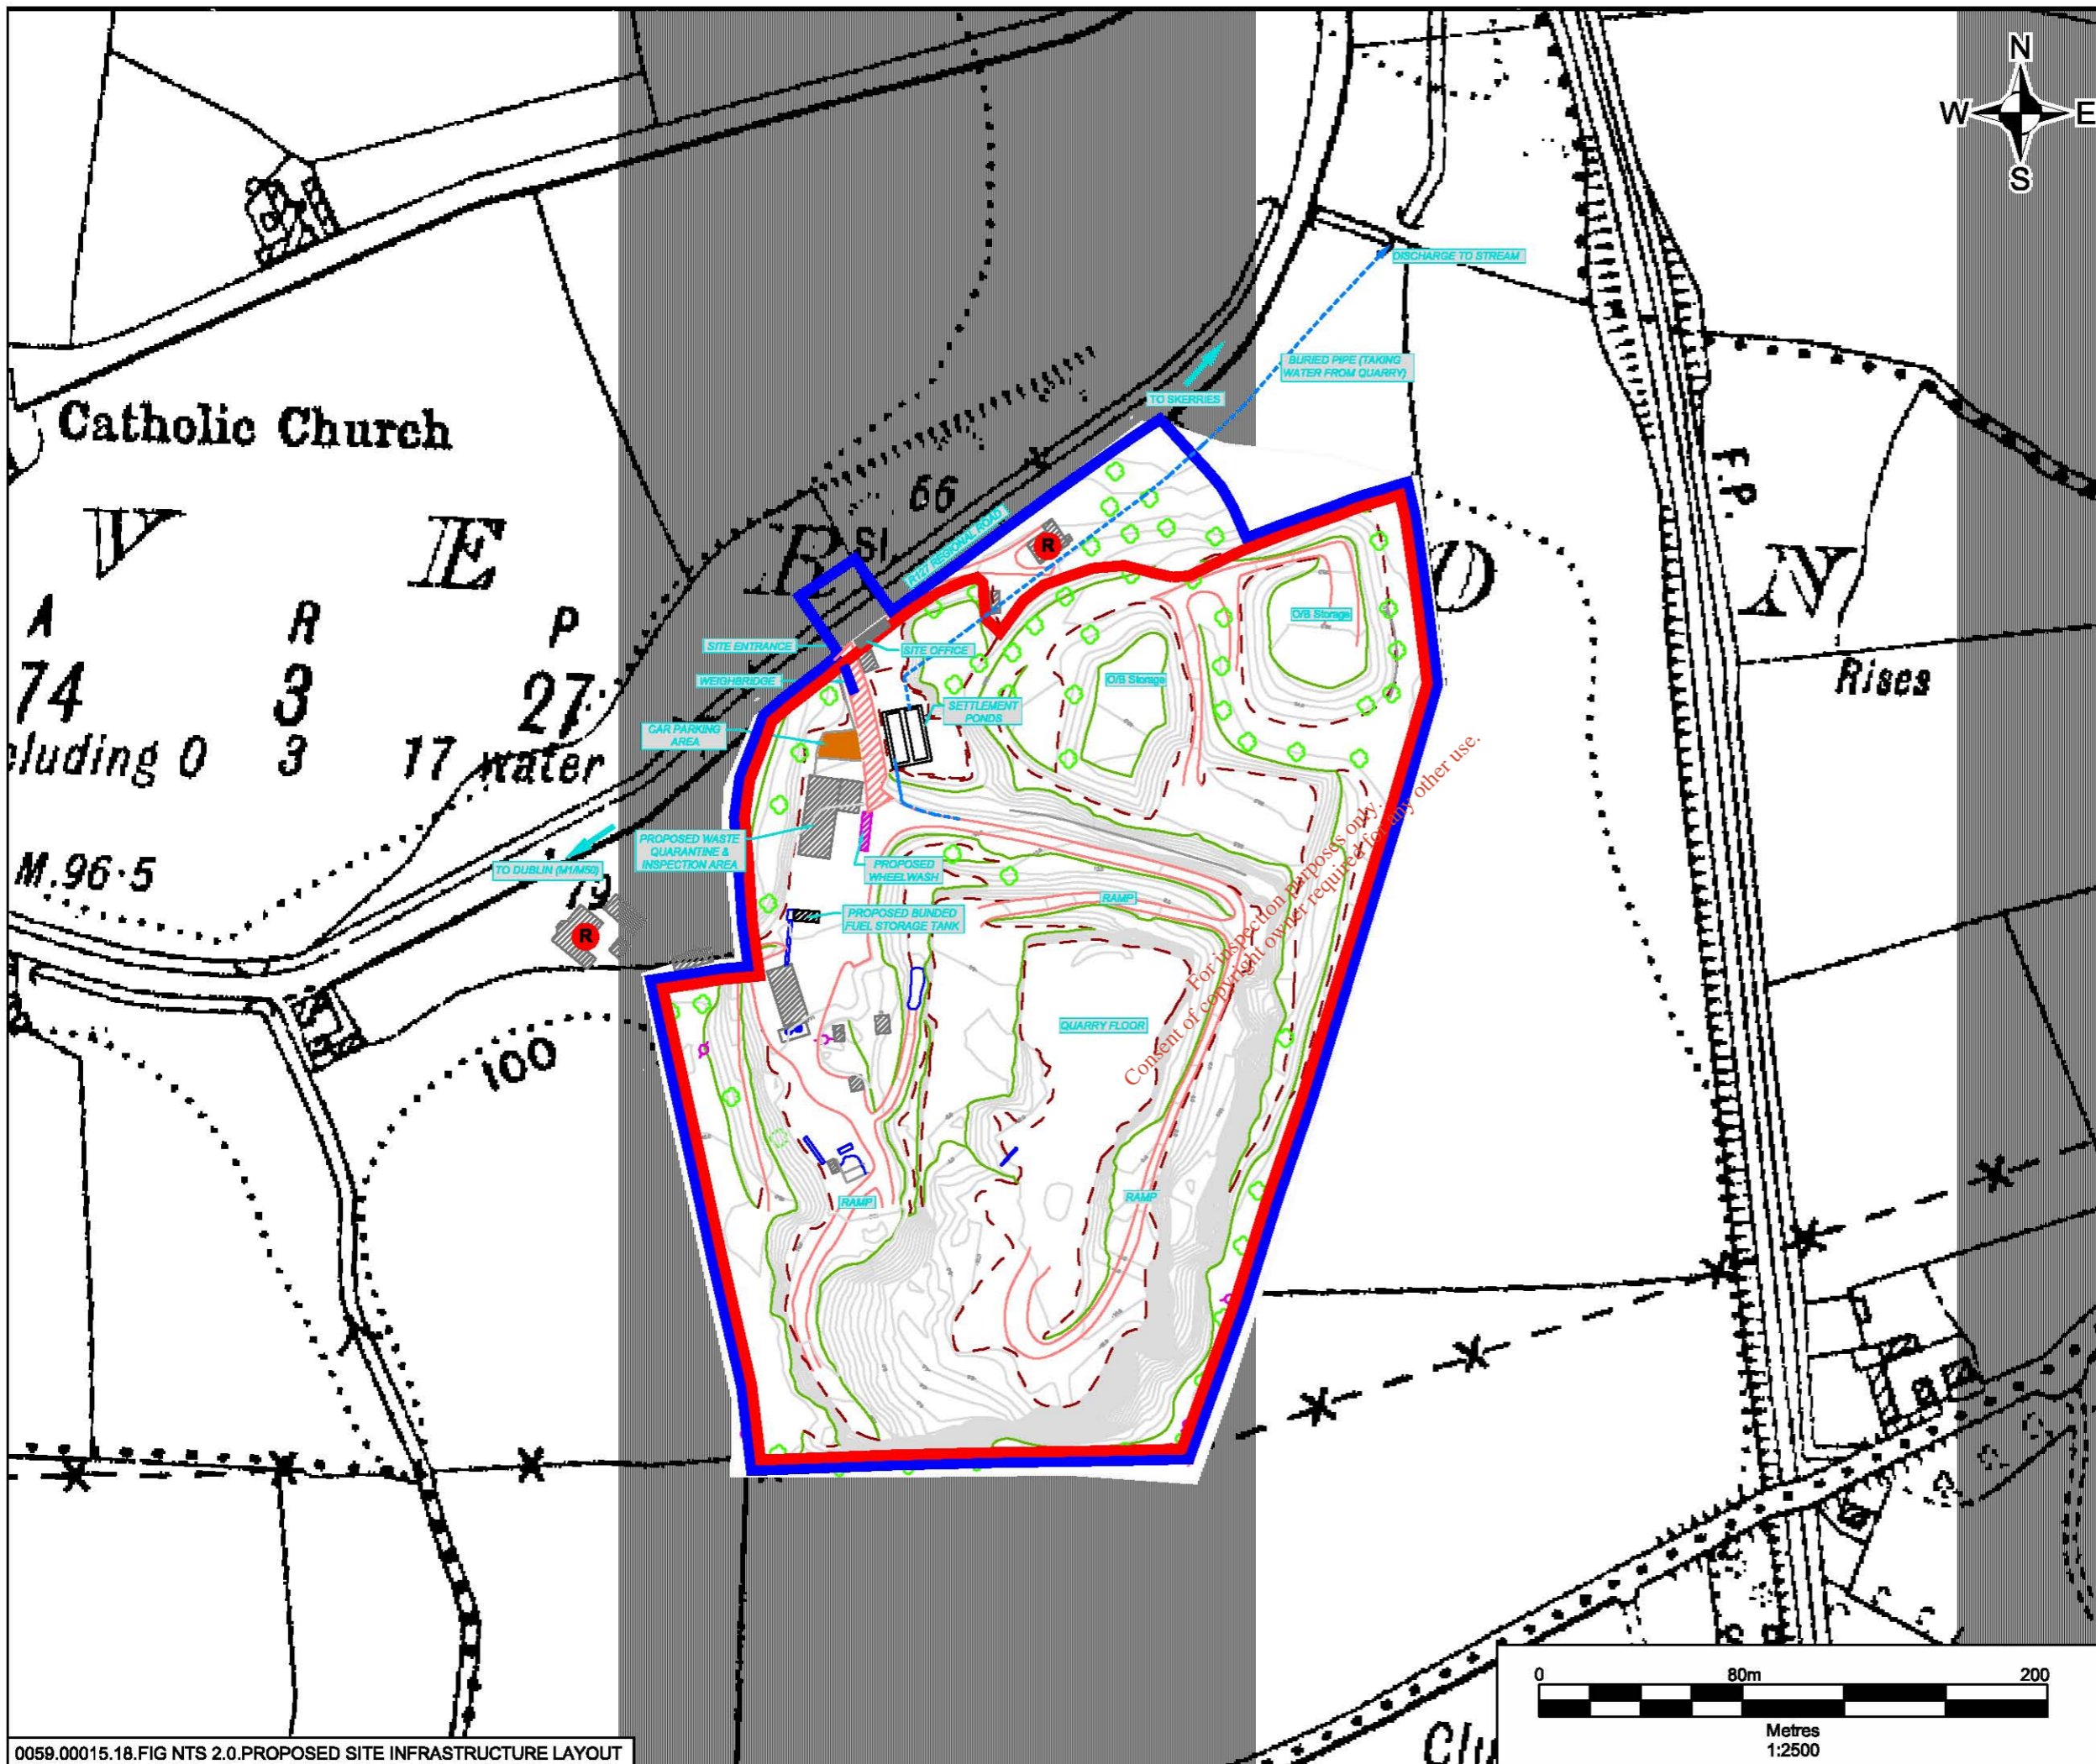 N
W E
S
DISCHARGE TO STREAM
BURIED PIPE (TAKING
WATER FROM QUARRY)
TO SKERRIES
Catholic Church
V E R O N
66
Sl
R127 REGIONAL ROAD
R
F.P.
A R P
74 3 27
cluding 0 3 17 water
M.96·5
SITE ENTRANCE
SITE OFFICE
WEIGHBRIDGE
SETTLEMENT
PONDS
CAR PARKING
AREA
O/B Storage
O/B Storage
Rises
PROPOSED WASTE
QUARANTINE &
INSPECTION AREA
PROPOSED
WHEELWASH
TO DUBLIN (M1/M50)
79
R
PROPOSED BUNDED
FUEL STORAGE TANK
RAMP
QUARRY FLOOR
100
RAMP
RAMP
For inspection purposes only.
Consent of copyright owner required for any other use.
Clu
0 80m 200
Metres
1:2500
0059.00015.18.FIG NTS 2.0.PROPOSED SITE INFRASTRUCTURE LAYOUT